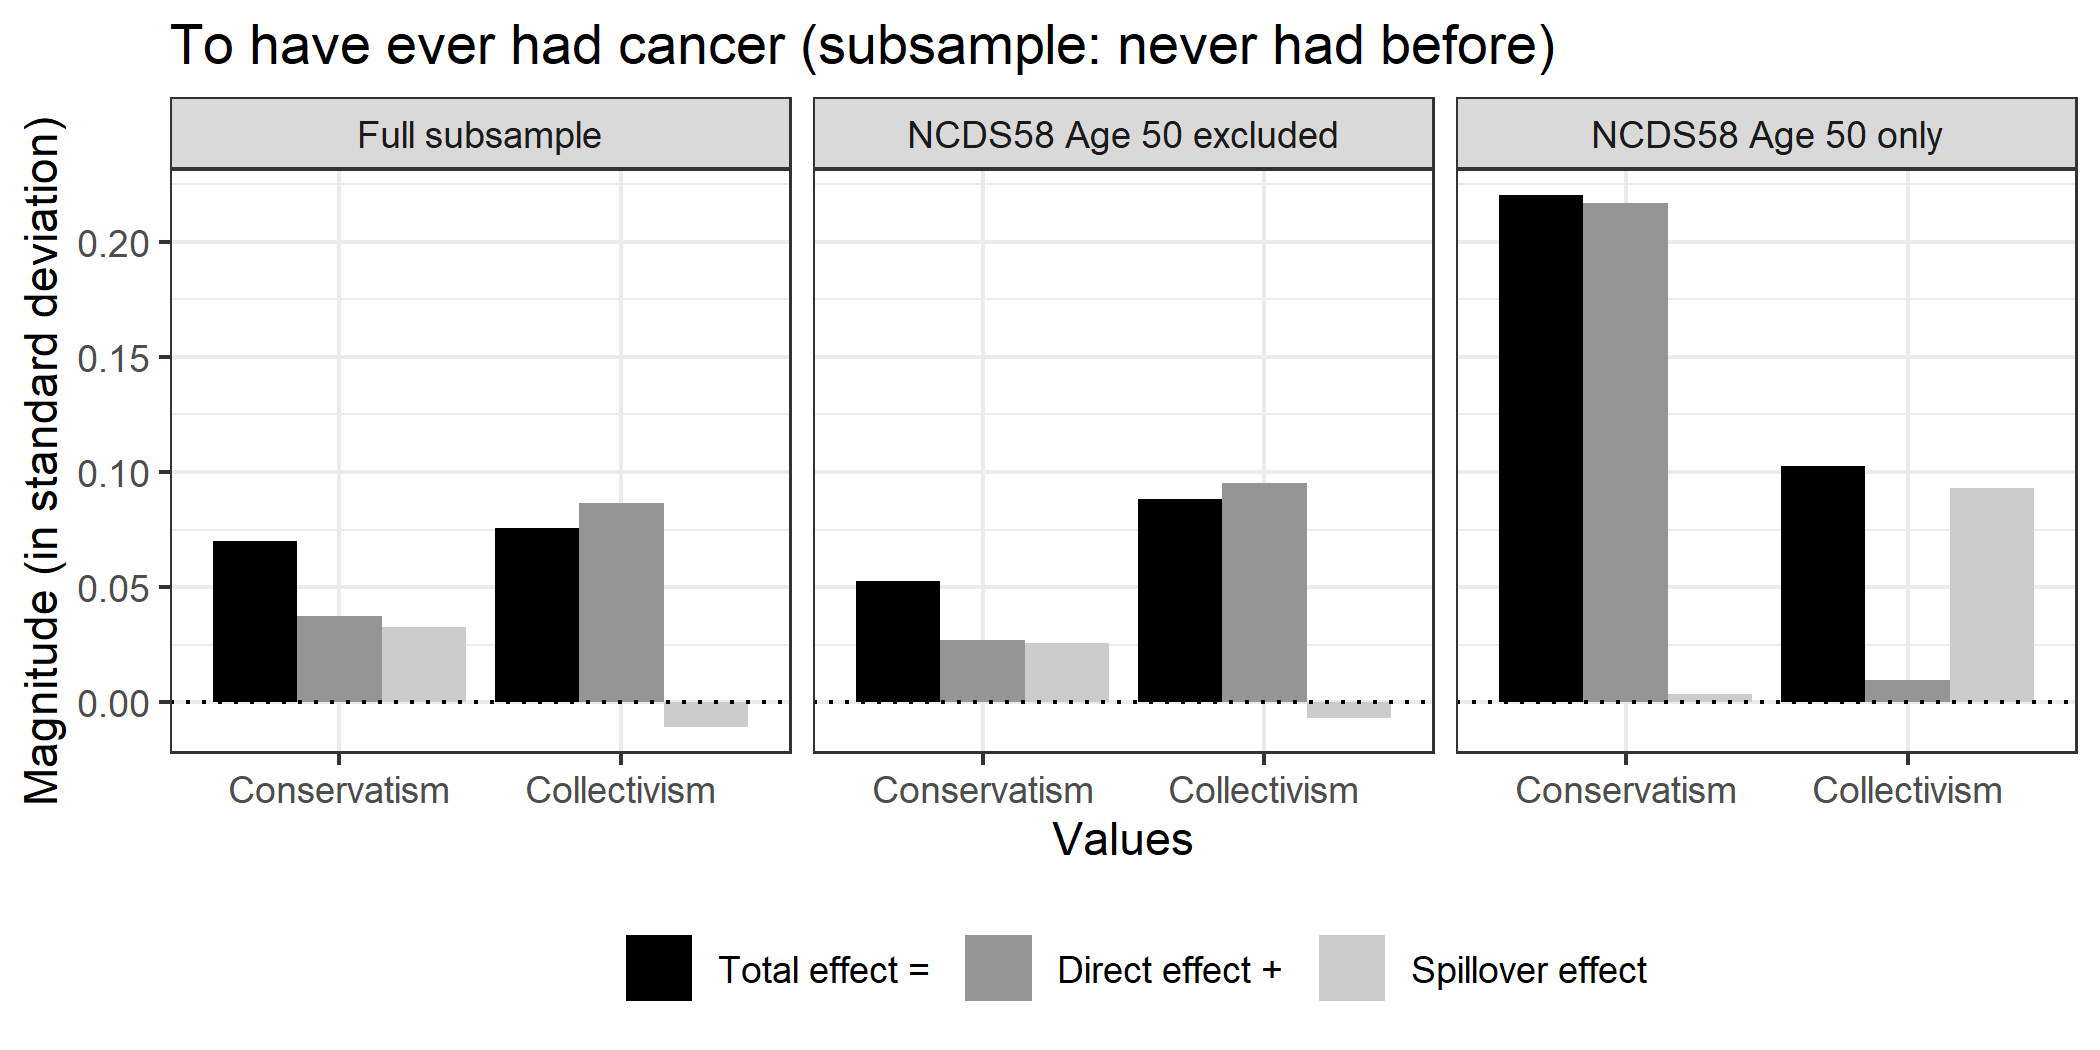 To have ever had cancer (subsample: never had before)
Full subsample
NCDS58 Age 50 excluded
NCDS58 Age 50 only
Magnitude (in standard deviation)
0.20
0.15
0.10
0.05
0.00
Conservatism
Collectivism
Conservatism
Collectivism
Conservatism
Collectivism
Values
Total effect =
Direct effect +
Spillover effect